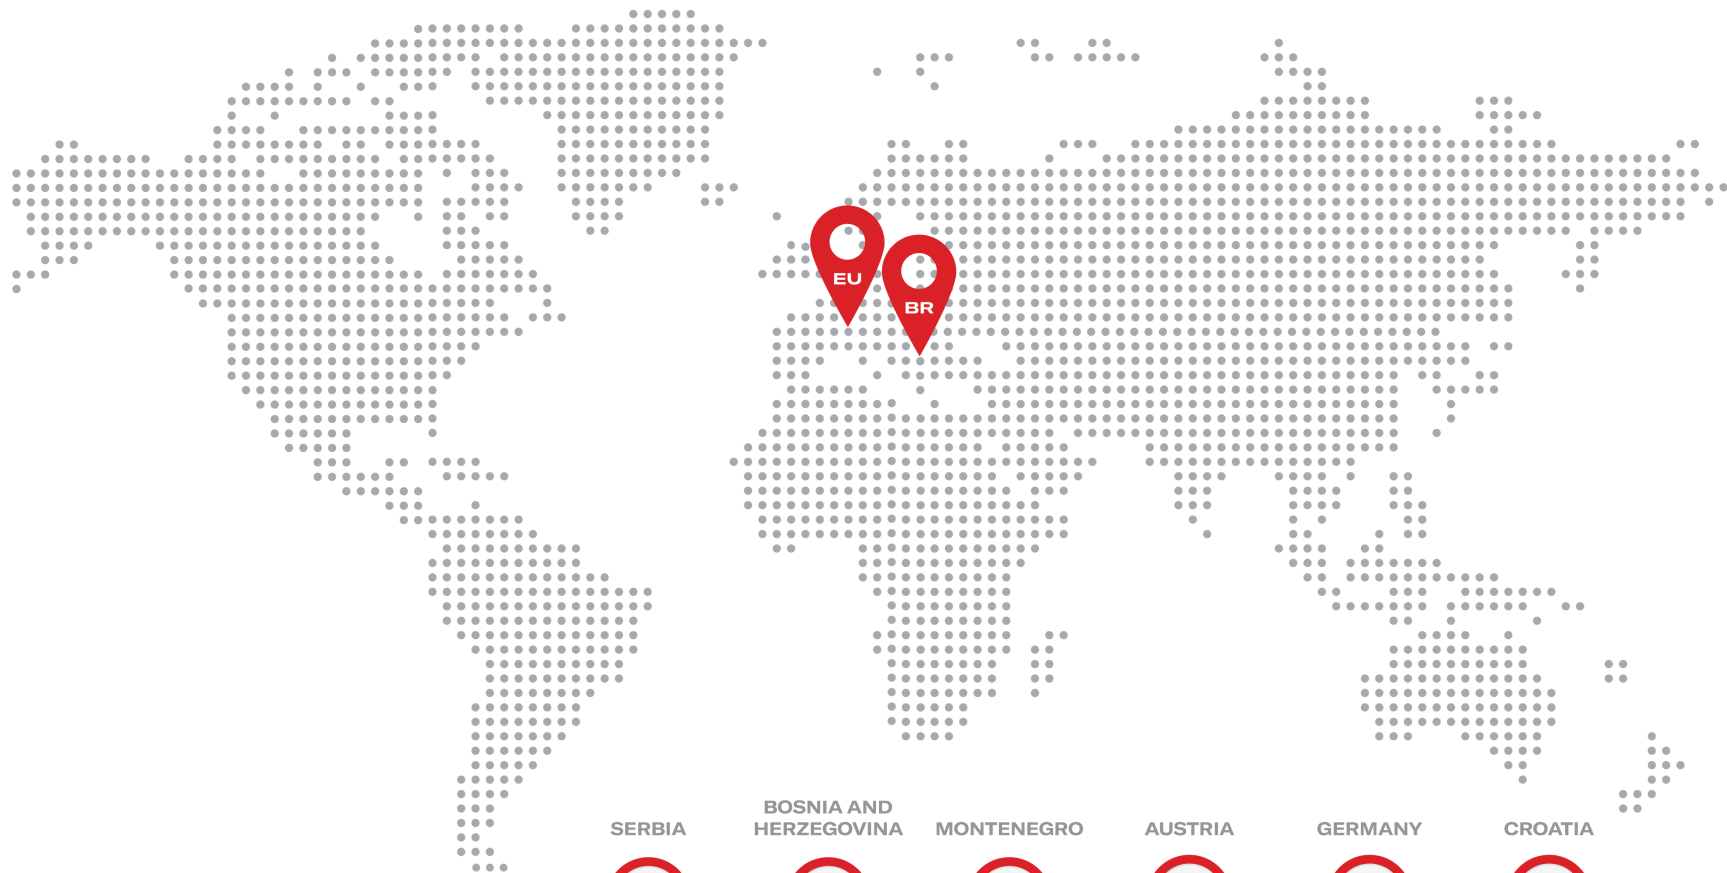 EU
BR
SERBIA
BOSNIA AND
HERZEGOVINA
MONTENEGRO
AUSTRIA
GERMANY
CROATIA